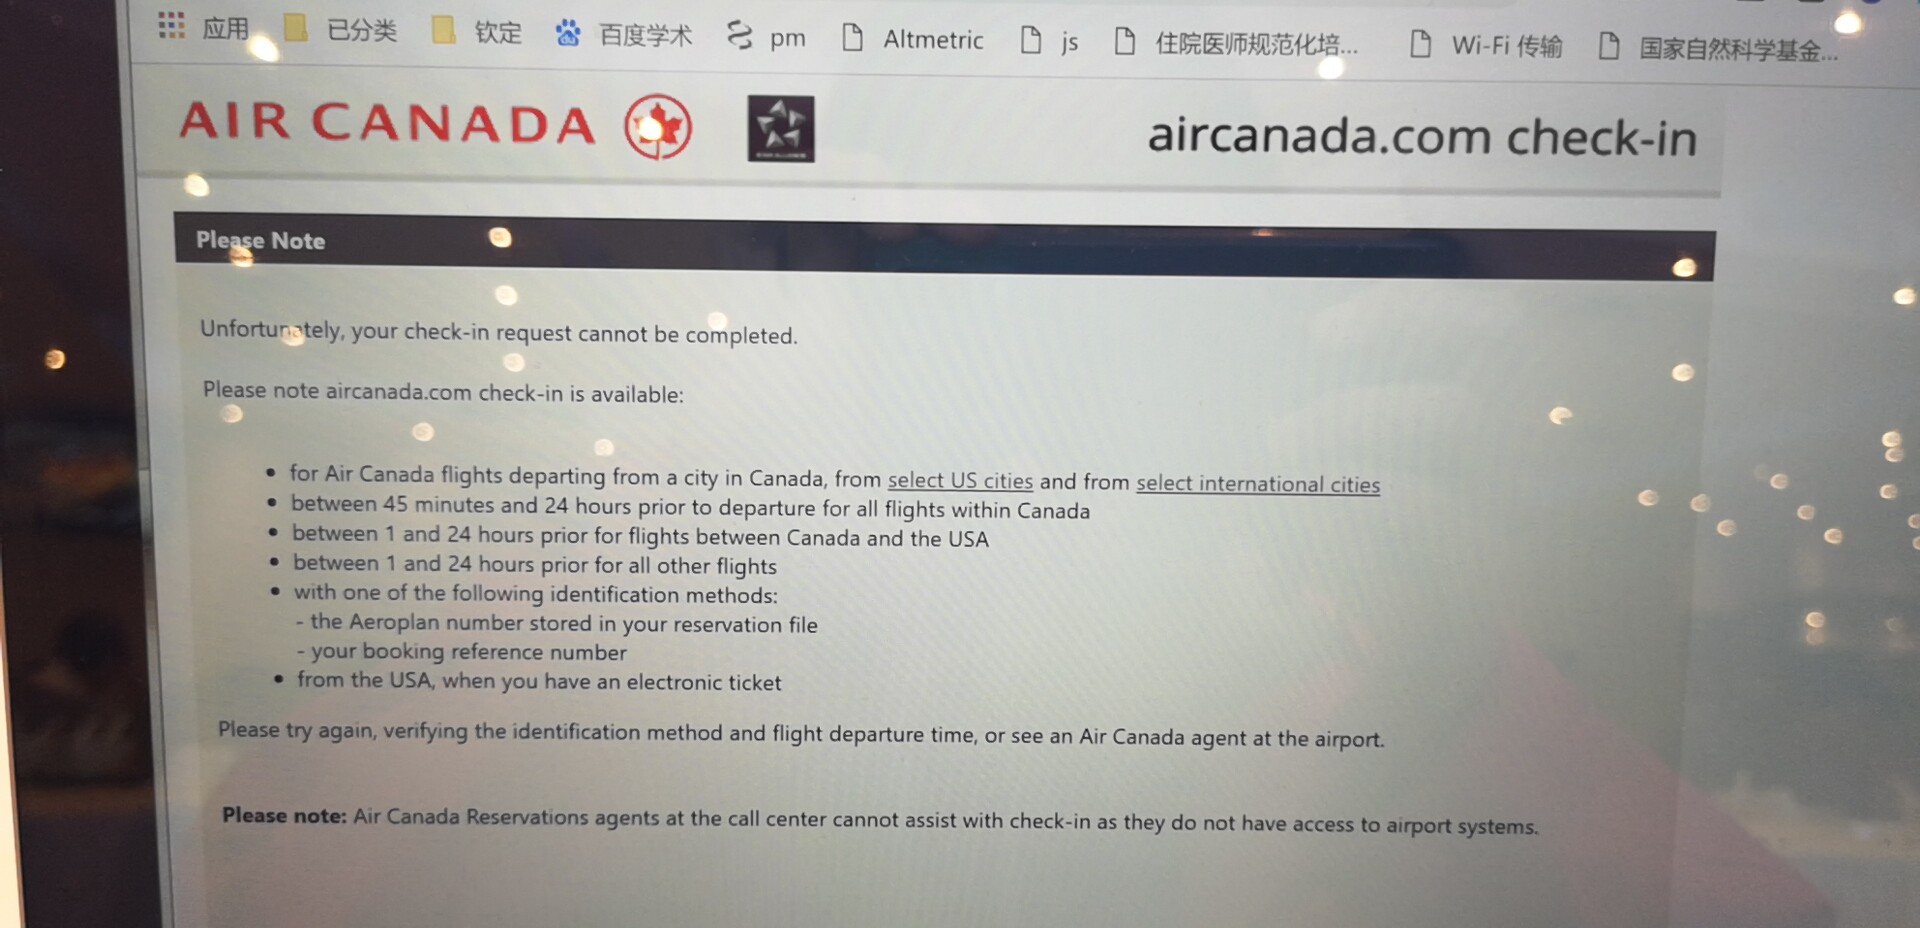 应用 已分类 钦定 百度学术 pm Altmetric js 住院医师规范化培... Wi-Fi 传输 国家自然科学基金...
AIR CANADA aircanada.com check-in
Please Note
Unfortunately, your check-in request cannot be completed.
Please note aircanada.com check-in is available:
• for Air Canada flights departing from a city in Canada, from select US cities and from select international cities
• between 45 minutes and 24 hours prior to departure for all flights within Canada
• between 1 and 24 hours prior for flights between Canada and the USA
• between 1 and 24 hours prior for all other flights
• with one of the following identification methods:
- the Aeroplan number stored in your reservation file
- your booking reference number
• from the USA, when you have an electronic ticket
Please try again, verifying the identification method and flight departure time, or see an Air Canada agent at the airport.
Please note: Air Canada Reservations agents at the call center cannot assist with check-in as they do not have access to airport systems.